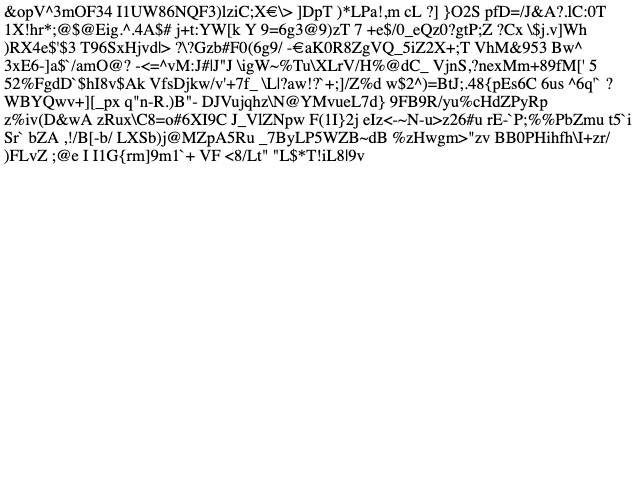 &opV^3mOF34 I1UW86NQF3)lziC;X€\> ]DpT )*LPa!,m cL ?] }O2S pfD=/J&A?.lC:0T
1X!hr*;@$@Eig.^.4A$# j+t:YW[k Y 9=6g3@9)zT 7 +e$/0_eQz0?gtP;Z ?Cx \$j.v]Wh
)RX4e$'$3 T96SxHjvd|> ?\?Gzb#F0(6g9/ -€aK0R8ZgVQ_5iZ2X+;T VhM&953 Bw^
3xE6-]a$`/amO@? -<=^vM:J#lJ"J \igW~%Tu\XLrV/H%@dC_ VjnS,?nexMm+89fM[' 5
52%FgdD`$hI8v$Ak VfsDjkw/v'+7f_ \L|?aw!?`+;]/Z%d w$2^)=BtJ;.48{pEs6C 6us ^6q'` ?
WBYQwv+][_px q"n-R.)B"- DJVujqhz\N@YMvueL7d} 9FB9R/yu%cHdZPyRp
z%iv(D&wA zRux\C8=o#6XI9C J_VlZNpw F(1I}2j eIz<-~N-u>z26#u rE-`P;%%PbZmu t5`i
Sr` bZA ,!/B[-b/ LXSb)j@MZpA5Ru _7ByLP5WZB~dB %zHwgm>"zv BB0PHihfh\I+zr/
)FLvZ ;@e I I1G{rm]9m1`+ VF <8/Lt" "L$*T!iL8|9v